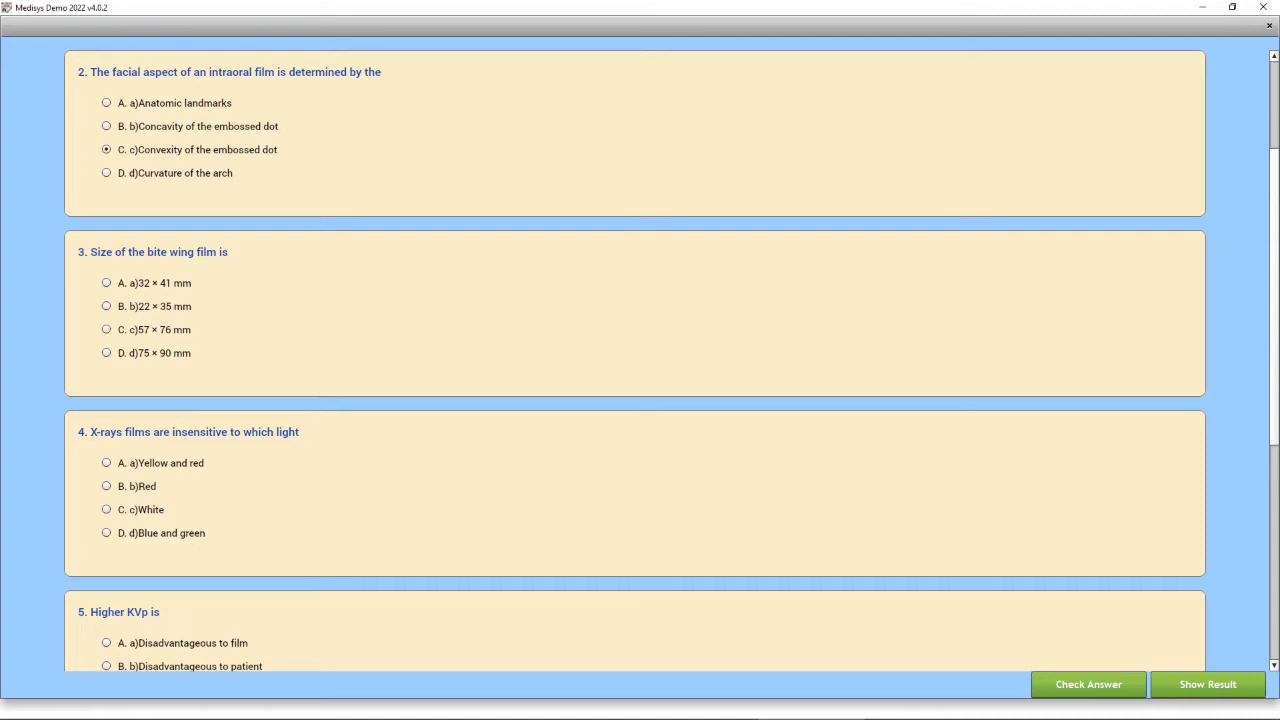 Medisys Demo 2022 v4.0.2
2. The facial aspect of an intraoral film is determined by the
A. a)Anatomic landmarks
B. b)Concavity of the embossed dot
C. c)Convexity of the embossed dot
D. d)Curvature of the arch
3. Size of the bite wing film is
A. a)32 × 41 mm
B. b)22 × 35 mm
C. c)57 × 76 mm
D. d)75 × 90 mm
4. X-rays films are insensitive to which light
A. a)Yellow and red
B. b)Red
C. c)White
D. d)Blue and green
5. Higher KVp is
A. a)Disadvantageous to film
B. b)Disadvantageous to patient
Check Answer
Show Result